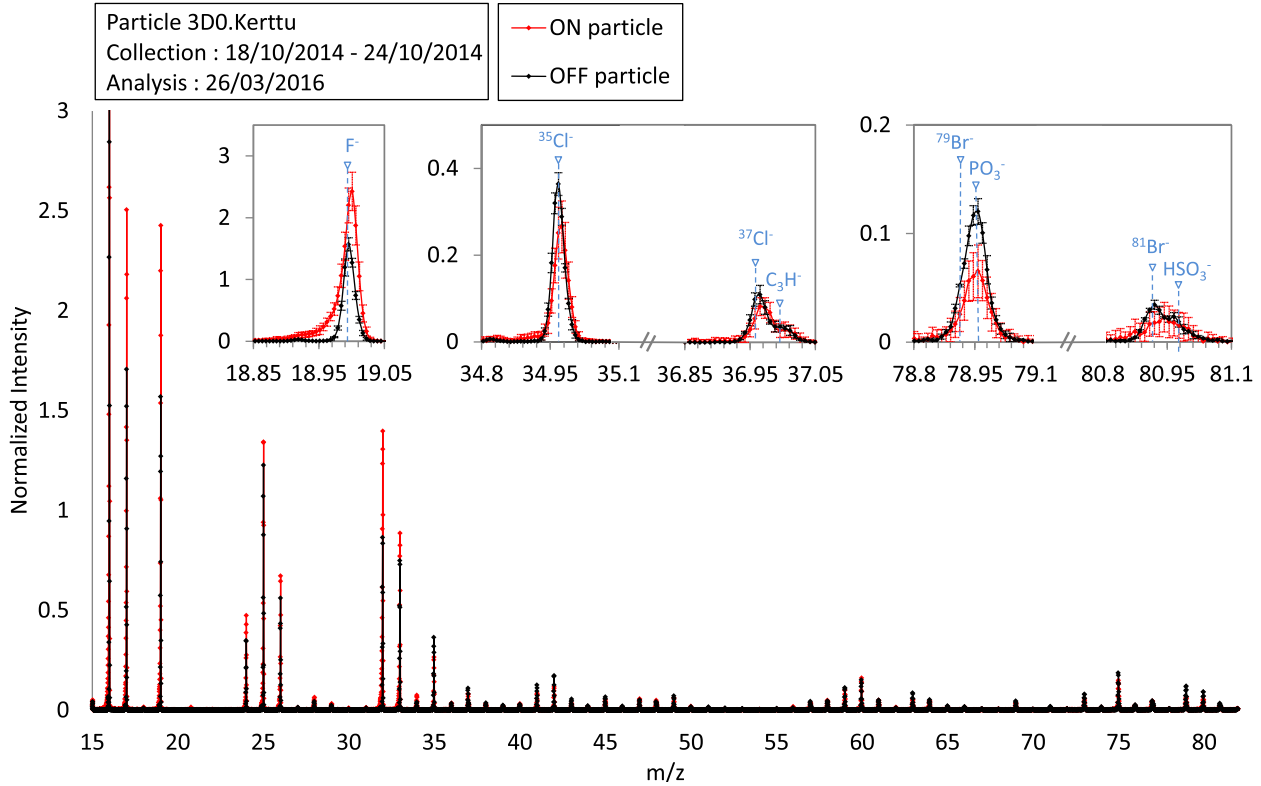 Particle 3D0.Kerttu
Collection : 18/10/2014 - 24/10/2014
Analysis : 26/03/2016
ON particle
OFF particle
Normalized Intensity
3
2.5
2
1.5
1
0.5
0
15 20 25 30 35 40 45 50 55 60 65 70 75 80
m/z
F⁻
3
2
1
0
18.85 18.95 19.05
³⁵Cl⁻
³⁷Cl⁻
C₃H⁻
0.4
0.2
0
34.8 34.95 35.1 36.85 36.95 37.05
⁷⁹Br⁻
PO₃⁻
⁸¹Br⁻
HSO₃⁻
0.2
0.1
0
78.8 78.95 79.1 80.8 80.95 81.1